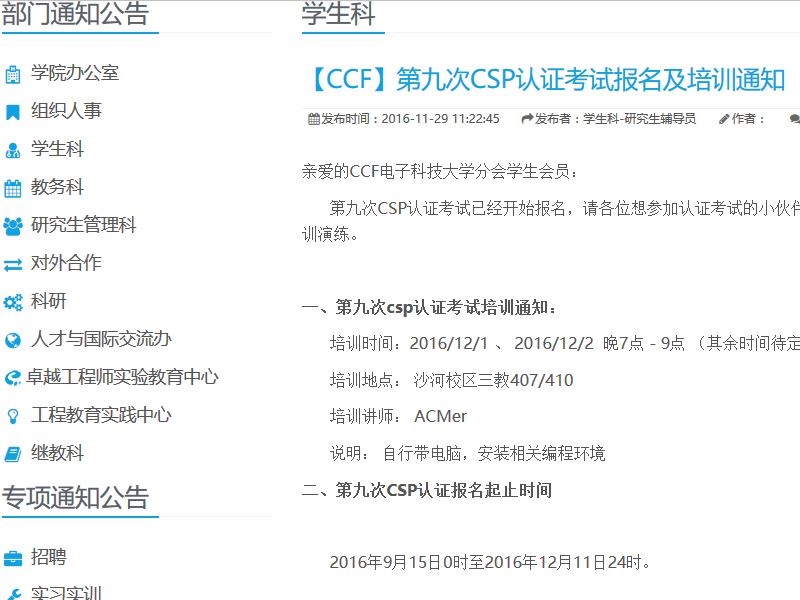 部门通知公告
学院办公室
组织人事
学生科
教务科
研究生管理科
对外合作
科研
人才与国际交流办
卓越工程师实验教育中心
工程教育实践中心
继教科
专项通知公告
招聘
实习实训
学生科
【CCF】第九次CSP认证考试报名及培训通知
发布时间：2016-11-29 11:22:45 发布者：学生科-研究生辅导员 作者：
亲爱的CCF电子科技大学分会学生会员：
第九次CSP认证考试已经开始报名，请各位想参加认证考试的小伙伴
训演练。
一、第九次csp认证考试培训通知：
培训时间：2016/12/1 、 2016/12/2 晚7点 - 9点 （其余时间待定
培训地点： 沙河校区三教407/410
培训讲师： ACMer
说明： 自行带电脑，安装相关编程环境
二、第九次CSP认证报名起止时间
2016年9月15日0时至2016年12月11日24时。